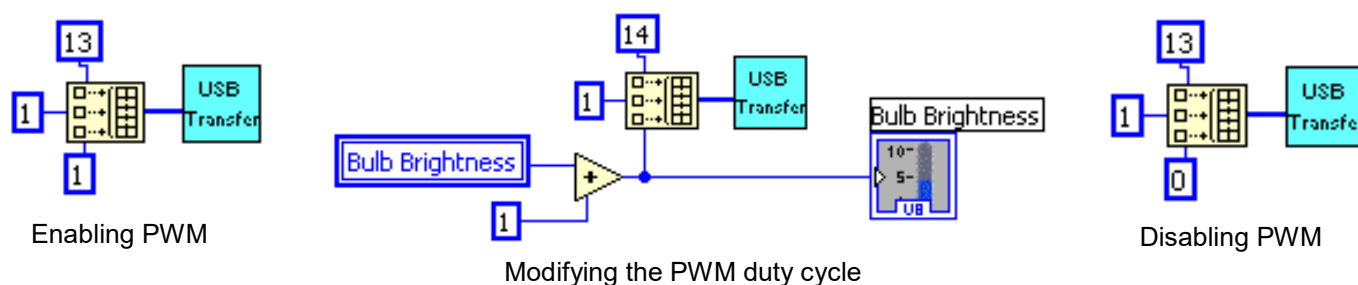 13
1
1
USB
Transfer
Enabling PWM
14
1
USB
Transfer
Bulb Brightness
1
+
Bulb Brightness
10-
5-
U8
Modifying the PWM duty cycle
13
1
0
USB
Transfer
Disabling PWM